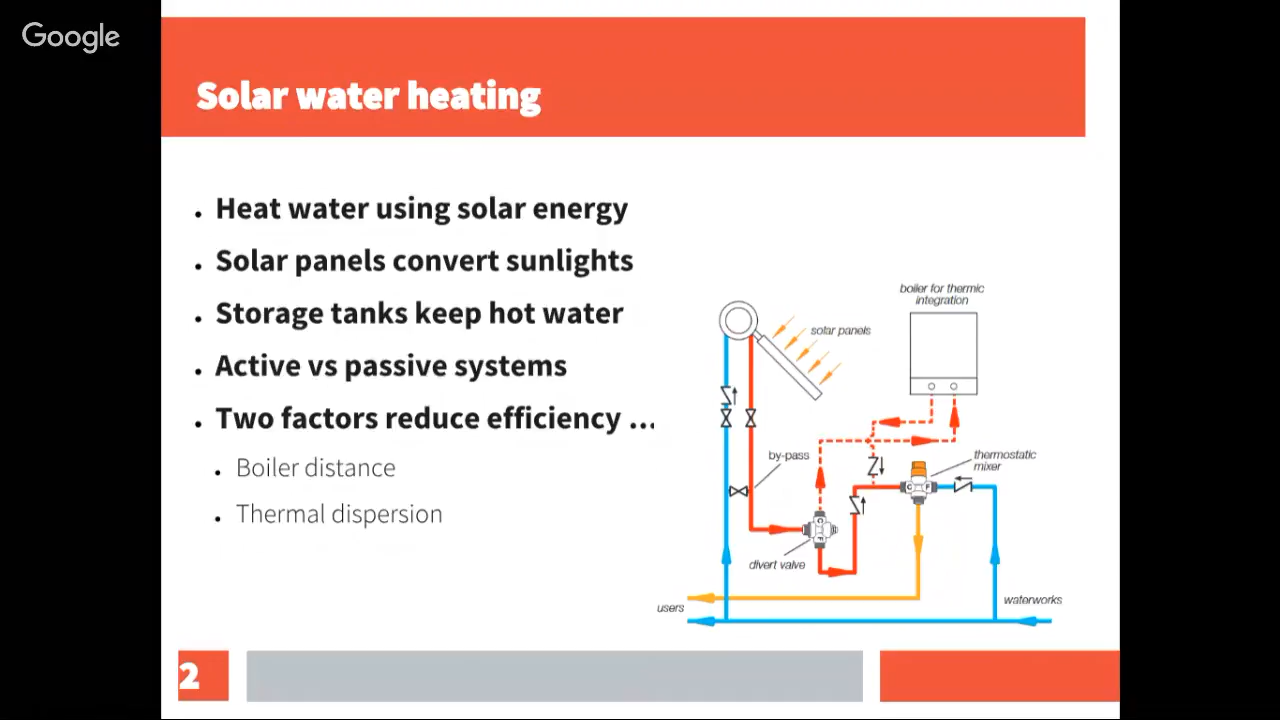 Google
Solar water heating
Heat water using solar energy
Solar panels convert sunlights
Storage tanks keep hot water
Active vs passive systems
Two factors reduce efficiency ...
Boiler distance
Thermal dispersion
boiler for thermic
integration
solar panels
by-pass
thermostatic
mixer
C
F
C
F
divert valve
users
waterworks
2